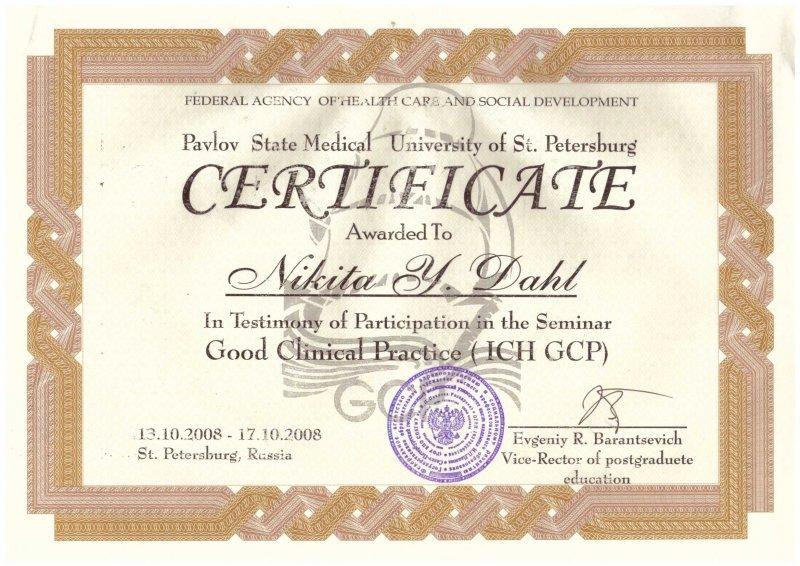 FEDERAL AGENCY OF HEALTH CARE AND SOCIAL DEVELOPMENT
Pavlov State Medical University of St. Petersburg
CERTIFICATE
Awarded To
Nikita Y. Dahl
In Testimony of Participation in the Seminar
Good Clinical Practice ( ICH GCP)
13.10.2008 - 17.10.2008
St. Petersburg, Russia
Evgeniy R. Barantsevich
Vice-Rector of postgraduete
education